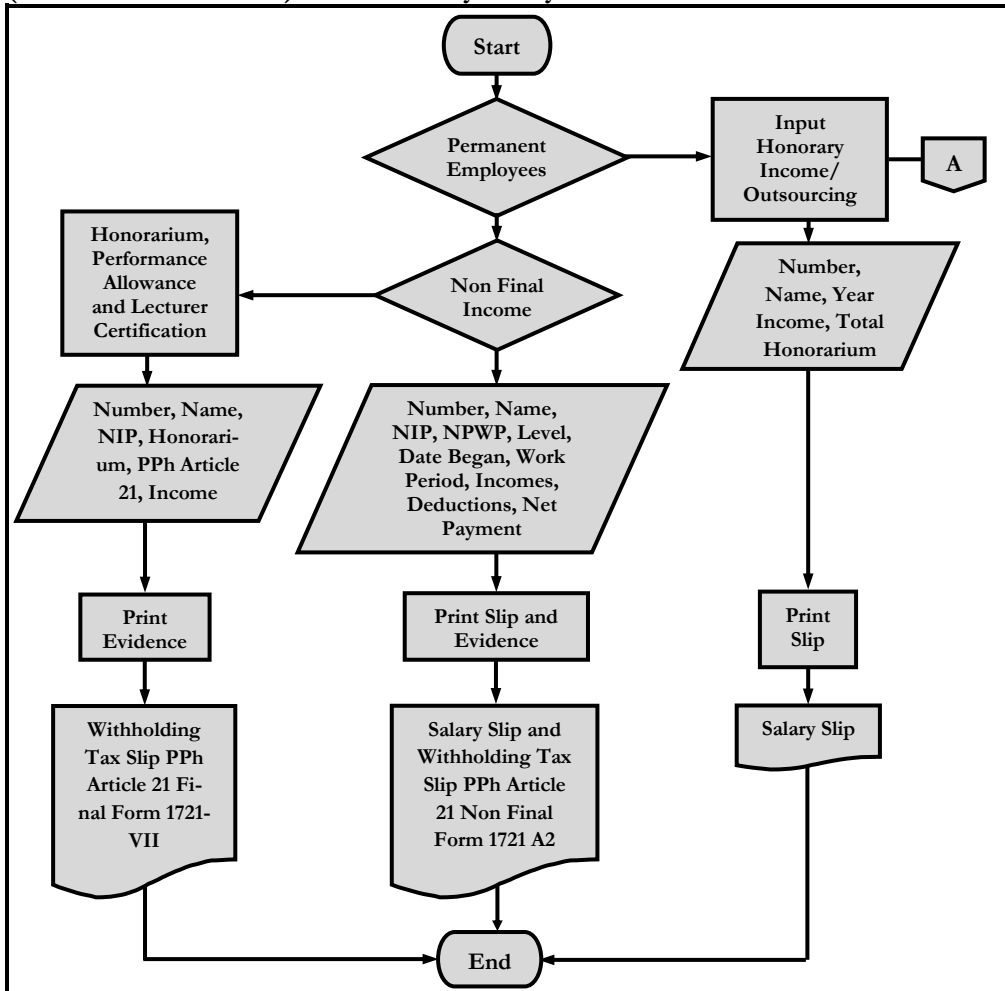 Start
Permanent
Employees
Input
Honorary
Income/
Outsourcing
A
Honorarium,
Performance
Allowance
and Lecturer
Certification
Non Final
Income
Number,
Name, Year
Income, Total
Honorarium
Number, Name,
NIP, Honorari-
um, PPh Article
21, Income
Number, Name,
NIP, NPWP, Level,
Date Began, Work
Period, Incomes,
Deductions, Net
Payment
Print
Evidence
Print Slip and
Evidence
Print
Slip
Withholding
Tax Slip PPh
Article 21 Fi-
nal Form 1721-
VII
Salary Slip and
Withholding Tax
Slip PPh Article
21 Non Final
Form 1721 A2
Salary Slip
End